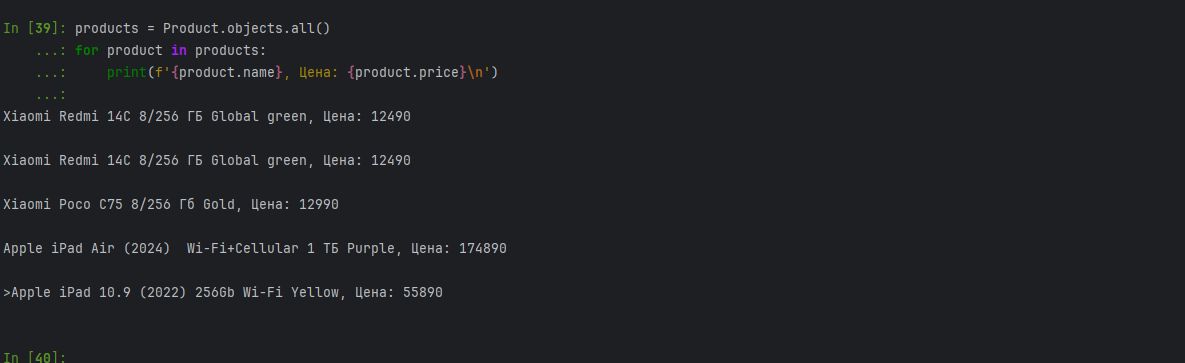 In [39]: products = Product.objects.all()
...: for product in products:
...:     print(f'{product.name}, Цена: {product.price}\n')
...:
Xiaomi Redmi 14C 8/256 ГБ Global green, Цена: 12490
Xiaomi Redmi 14C 8/256 ГБ Global green, Цена: 12490
Xiaomi Poco C75 8/256 Гб Gold, Цена: 12990
Apple iPad Air (2024)  Wi-Fi+Cellular 1 ТБ Purple, Цена: 174890
>Apple iPad 10.9 (2022) 256Gb Wi-Fi Yellow, Цена: 55890
In [40]: